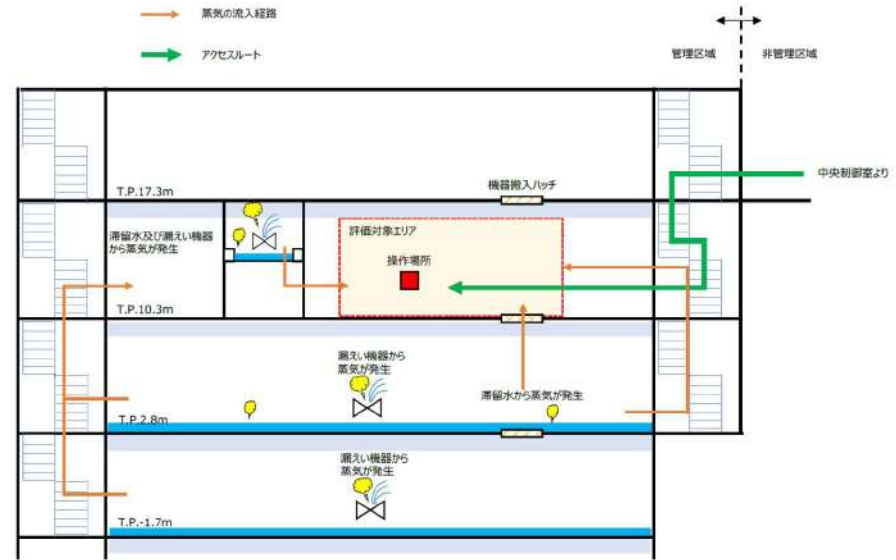 蒸気の流入経路
アクセスルート
管理区域
非管理区域
中央制御室より
T.P.17.3m
機器搬入ハッチ
滞留水及び漏えい機器
から蒸気が発生
評価対象エリア
操作場所
T.P.10.3m
漏えい機器から
蒸気が発生
滞留水から蒸気が発生
T.P.2.8m
漏えい機器から
蒸気が発生
T.P.-1.7m